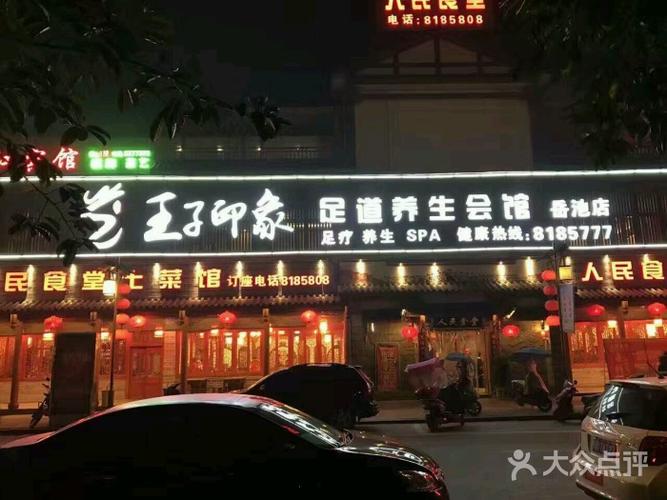 人民食堂
电话:8185808
馆
王子印象 足道养生会馆 岳池店
足疗 养生 SPA 健康热线:8185777
民食堂七菜馆 订座电话8185808
人民食
大众点评